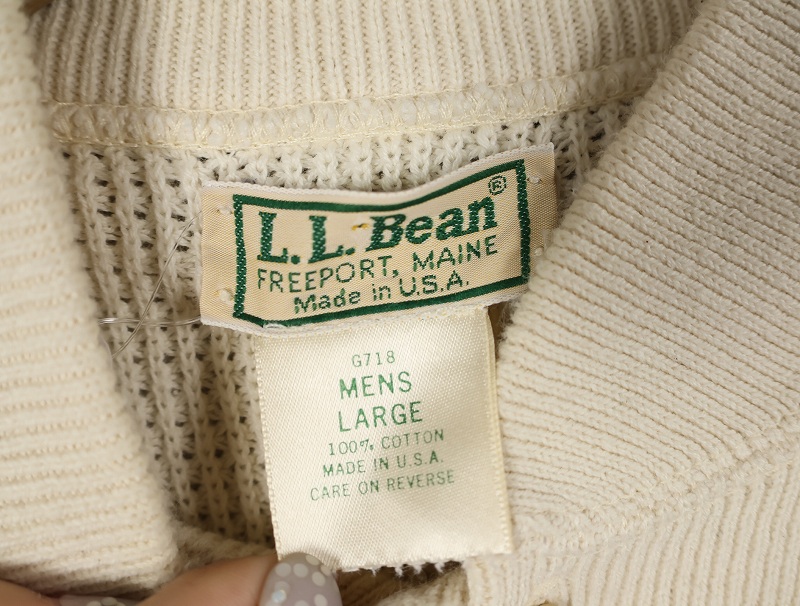 L.L. Bean®
FREEPORT, MAINE
Made in U.S.A.
G718
MENS
LARGE
100% COTTON
MADE IN U.S.A.
CARE ON REVERSE